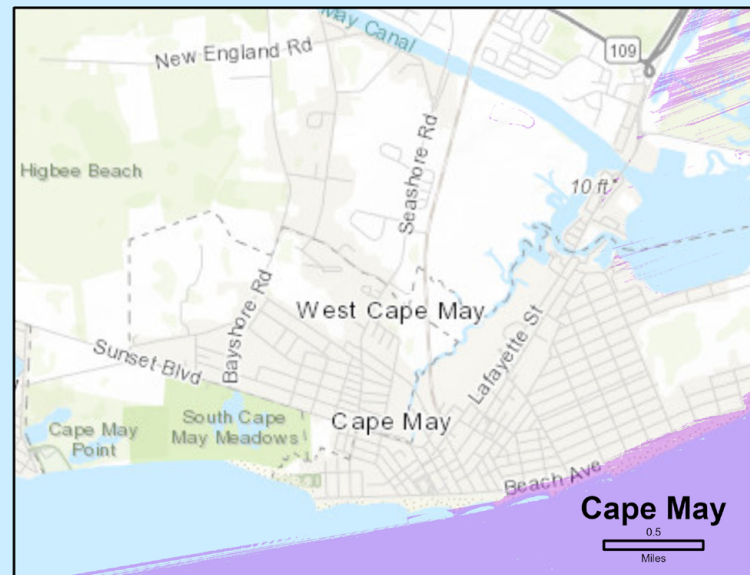 May Canal
New England Rd
109
Seashore Rd
Higbee Beach
10 ft
Bayshore Rd
West Cape May
Lafayette St
Sunset Blvd
South Cape
May Meadows
Cape May
Cape May
Point
Beach Ave
Cape May
0.5
Miles